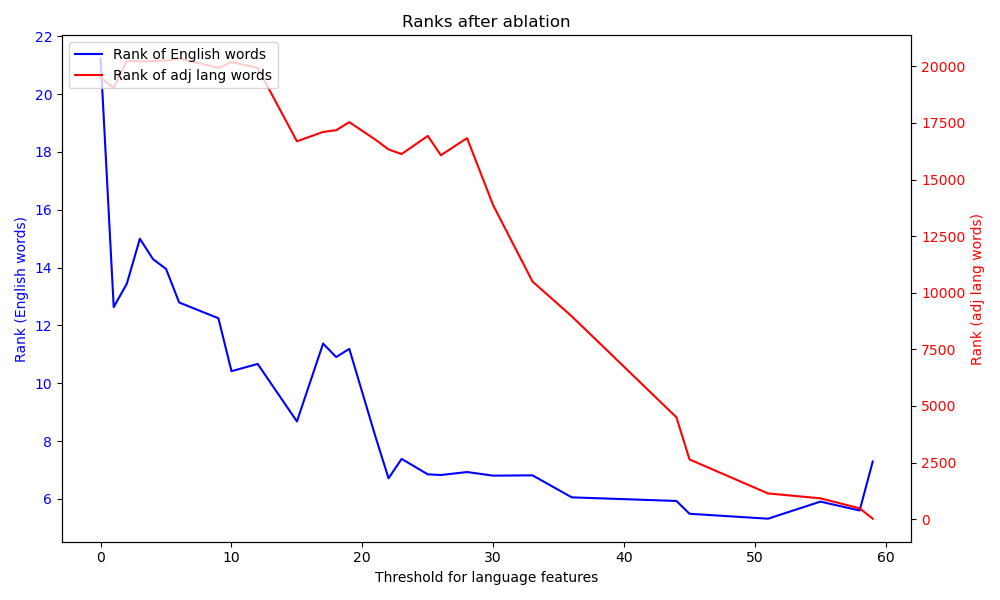 Ranks after ablation
Rank of English words
Rank of adj lang words
22
20
18
16
14
12
10
8
6
Rank (English words)
20000
17500
15000
12500
10000
7500
5000
2500
0
Rank (adj lang words)
0 10 20 30 40 50 60
Threshold for language features